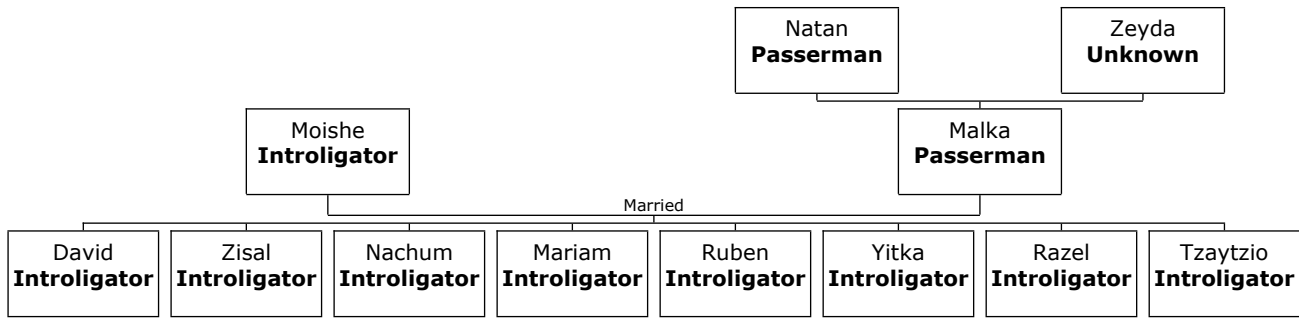 Natan
Passerman
Zeyda
Unknown
Moishe
Introligator
Malka
Passerman
Married
David
Introligator
Zisal
Introligator
Nachum
Introligator
Mariam
Introligator
Ruben
Introligator
Yitka
Introligator
Razel
Introligator
Tzaytzio
Introligator